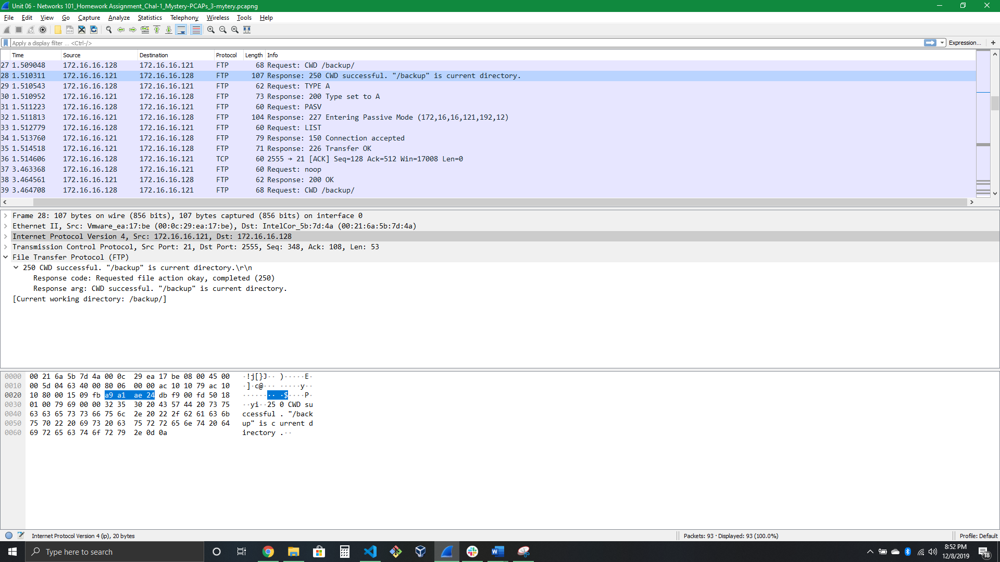 Unit 06 - Networks 101_Homework Assignment_Chal-1_Mystery-PCAPs_3-mytery.pcapng
File Edit View Go Capture Analyze Statistics Telephony Wireless Tools Help
Apply a display filter ... <Ctrl-/> Expression... +
Time Source Destination Protocol Length Info
27 1.509048 172.16.16.128 172.16.16.121 FTP 68 Request: CWD /backup/
28 1.510311 172.16.16.121 172.16.16.128 FTP 107 Response: 250 CWD successful. "/backup" is current directory.
29 1.510543 172.16.16.128 172.16.16.121 FTP 62 Request: TYPE A
30 1.510952 172.16.16.121 172.16.16.128 FTP 73 Response: 200 Type set to A
31 1.511223 172.16.16.128 172.16.16.121 FTP 60 Request: PASV
32 1.511813 172.16.16.121 172.16.16.128 FTP 104 Response: 227 Entering Passive Mode (172,16,16,121,192,12)
33 1.512779 172.16.16.128 172.16.16.121 FTP 60 Request: LIST
34 1.513760 172.16.16.121 172.16.16.128 FTP 79 Response: 150 Connection accepted
35 1.514518 172.16.16.121 172.16.16.128 FTP 71 Response: 226 Transfer OK
36 1.514606 172.16.16.128 172.16.16.121 TCP 60 2555 → 21 [ACK] Seq=128 Ack=512 Win=17008 Len=0
37 3.463368 172.16.16.128 172.16.16.121 FTP 60 Request: noop
38 3.464561 172.16.16.121 172.16.16.128 FTP 62 Response: 200 OK
39 3.464708 172.16.16.128 172.16.16.121 FTP 68 Request: CWD /backup/
Frame 28: 107 bytes on wire (856 bits), 107 bytes captured (856 bits) on interface 0
Ethernet II, Src: Vmware_ea:17:be (00:0c:29:ea:17:be), Dst: IntelCor_5b:7d:4a (00:21:6a:5b:7d:4a)
Internet Protocol Version 4, Src: 172.16.16.121, Dst: 172.16.16.128
Transmission Control Protocol, Src Port: 21, Dst Port: 2555, Seq: 348, Ack: 108, Len: 53
File Transfer Protocol (FTP)
250 CWD successful. "/backup" is current directory.\r\n
Response code: Requested file action okay, completed (250)
Response arg: CWD successful. "/backup" is current directory.
[Current working directory: /backup/]
0000 00 21 6a 5b 7d 4a 00 0c 29 ea 17 be 08 00 45 00 ·!j[}J·· )·····E·
0010 00 5d 04 63 40 00 80 06 00 00 ac 10 10 79 ac 10 ·]·c@··· ·····y··
0020 10 80 00 15 09 fb a9 a1 ae 24 db f9 00 fd 50 18 ········ ·$····P·
0030 01 00 79 69 00 00 32 35 30 20 43 57 44 20 73 75 ··yi··25 0 CWD su
0040 63 63 65 73 73 66 75 6c 2e 20 22 2f 62 61 63 6b ccessful . "/back
0050 75 70 22 20 69 73 20 63 75 72 72 65 6e 74 20 64 up" is c urrent d
0060 69 72 65 63 74 6f 72 79 2e 0d 0a irectory .··
Internet Protocol Version 4 (ip), 20 bytes Packets: 93 · Displayed: 93 (100.0%) Profile: Default
Type here to search
8:52 PM
12/8/2019
18